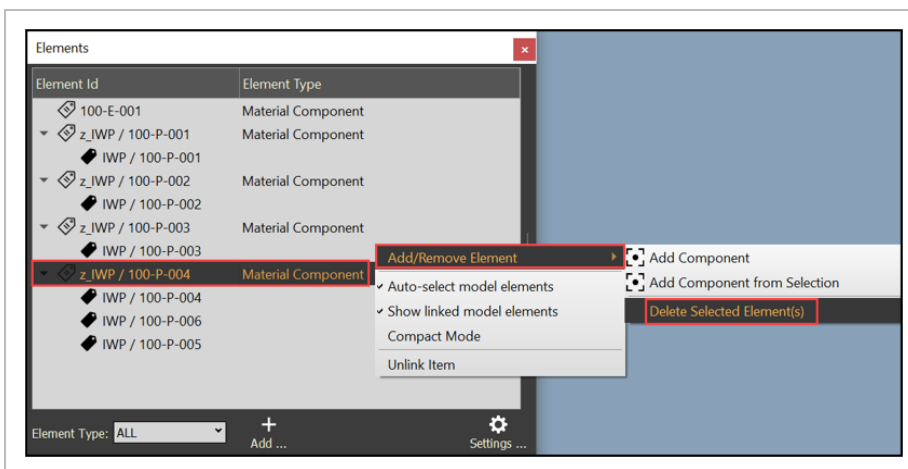 Elements
Element Id Element Type
100-E-001 Material Component
z_IWP / 100-P-001 Material Component
IWP / 100-P-001
z_IWP / 100-P-002 Material Component
IWP / 100-P-002
z_IWP / 100-P-003 Material Component
IWP / 100-P-003
z_IWP / 100-P-004 Material Component
IWP / 100-P-004
IWP / 100-P-006
IWP / 100-P-005
Add/Remove Element
Auto-select model elements
Show linked model elements
Compact Mode
Unlink Item
Add Component
Add Component from Selection
Delete Selected Element(s)
Element Type: ALL
Add ...
Settings ...